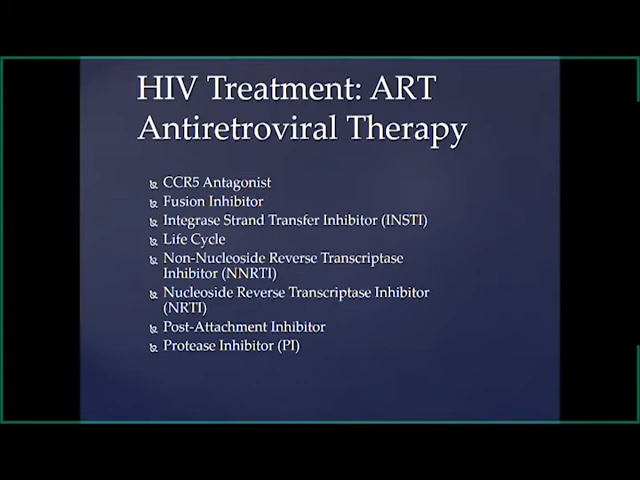 HIV Treatment: ART
Antiretroviral Therapy
CCR5 Antagonist
Fusion Inhibitor
Integrase Strand Transfer Inhibitor (INSTI)
Life Cycle
Non-Nucleoside Reverse Transcriptase
Inhibitor (NNRTI)
Nucleoside Reverse Transcriptase Inhibitor
(NRTI)
Post-Attachment Inhibitor
Protease Inhibitor (PI)